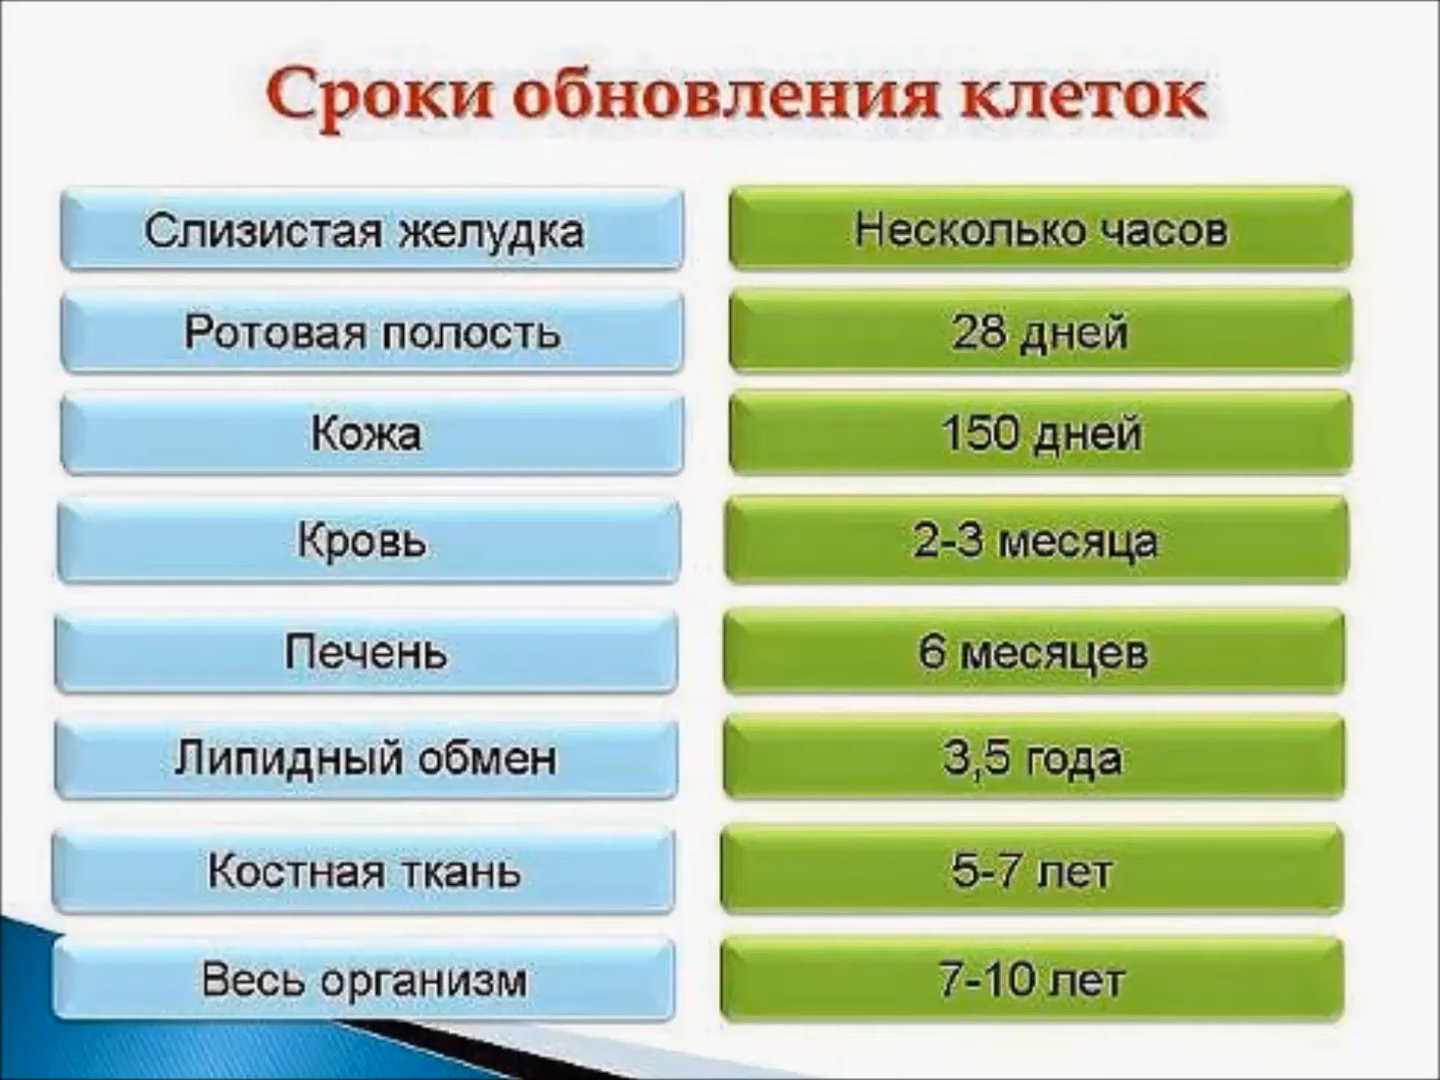 Сроки обновления клеток
Слизистая желудка
Несколько часов
Ротовая полость
28 дней
Кожа
150 дней
Кровь
2-3 месяца
Печень
6 месяцев
Липидный обмен
3,5 года
Костная ткань
5-7 лет
Весь организм
7-10 лет